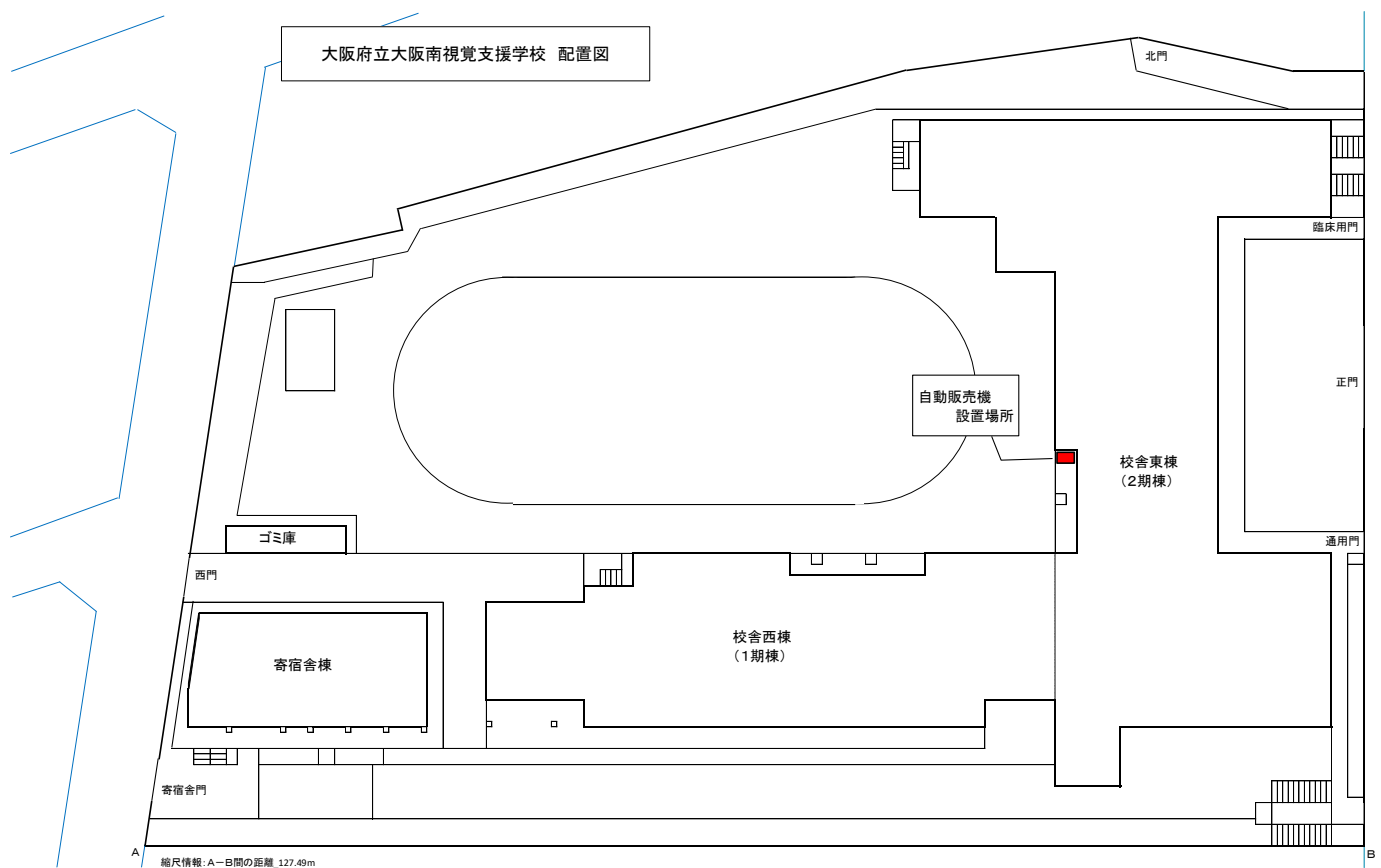 大阪府立大阪南視覚支援学校 配置図
北門
臨床用門
正門
自動販売機
設置場所
校舎東棟
（2期棟）
ゴミ庫
通用門
西門
校舎西棟
（1期棟）
寄宿舎棟
寄宿舎門
A
B
縮尺情報：A－B間の距離 127.49m